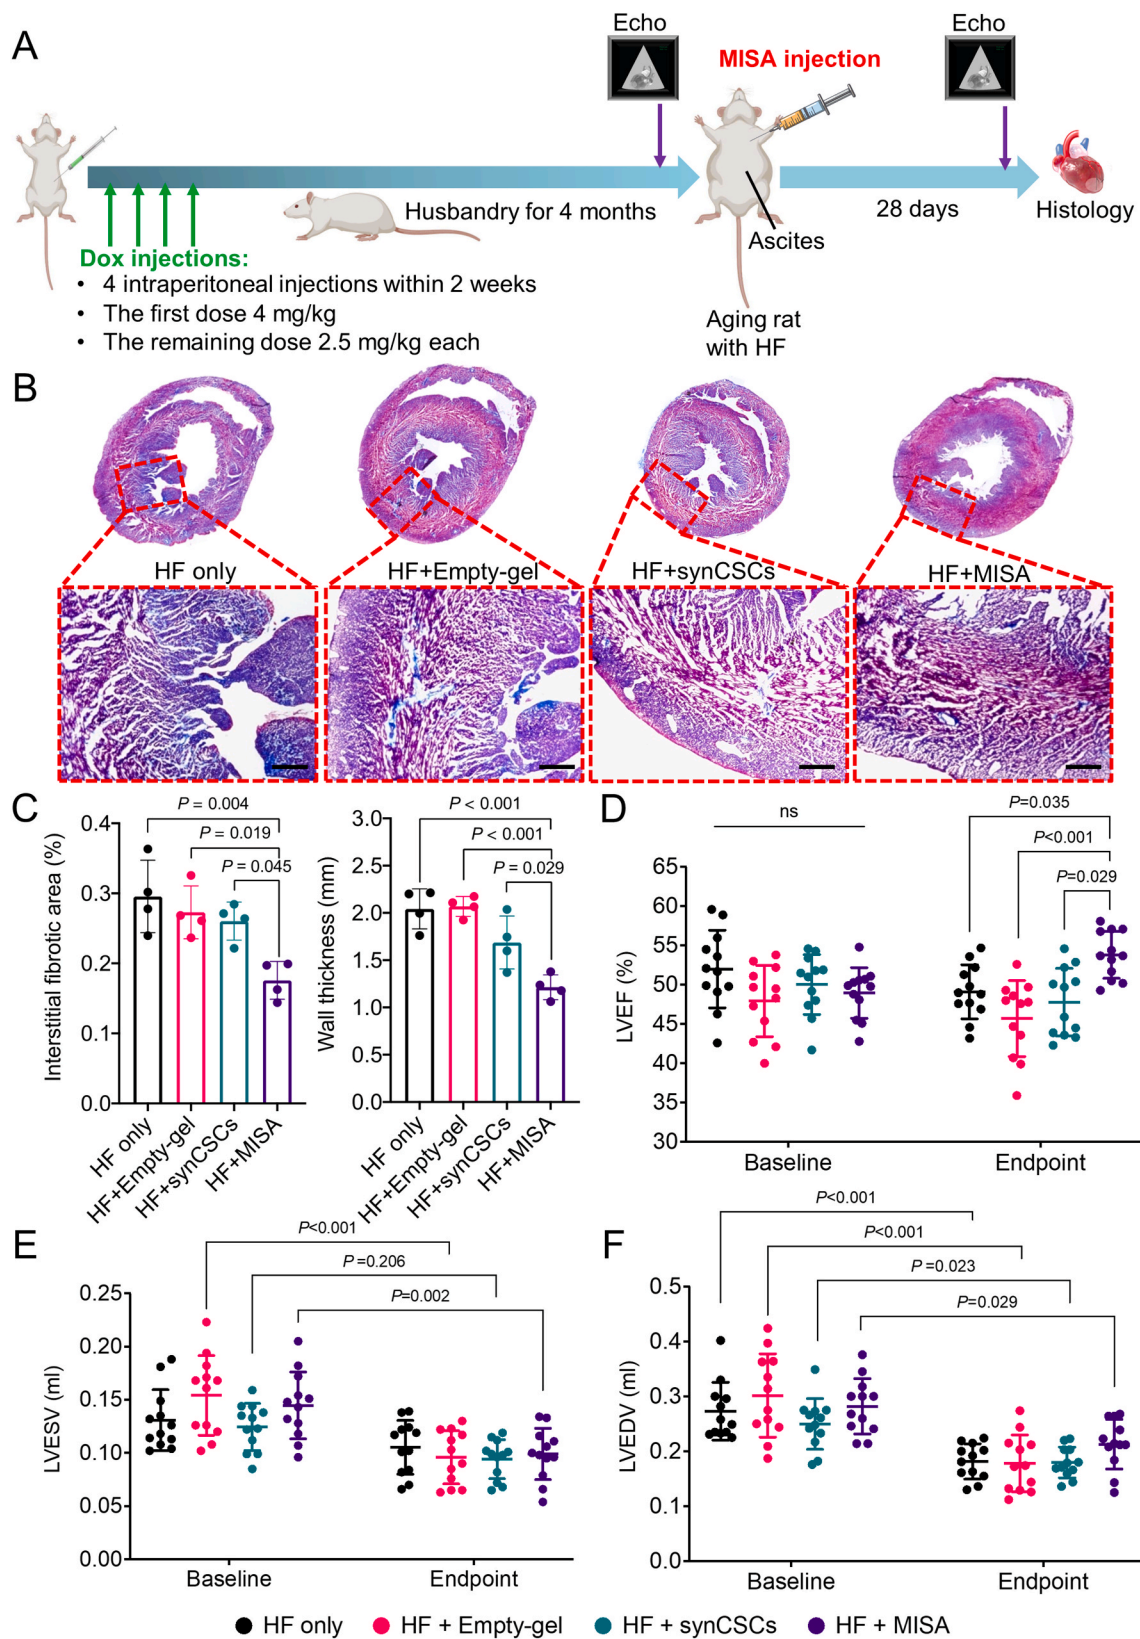 A
Echo
Echo
MISA injection
Husbandry for 4 months
28 days
Histology
Ascites
Dox injections:
• 4 intraperitoneal injections within 2 weeks
• The first dose 4 mg/kg
• The remaining dose 2.5 mg/kg each
Aging rat
with HF
B
HF only
HF+Empty-gel
HF+synCSCs
HF+MISA
C
P = 0.004
P = 0.019
P = 0.045
Interstitial fibrotic area (%)
0.4
0.3
0.2
0.1
0.0
HF only
HF+Empty-gel
HF+synCSCs
HF+MISA
P < 0.001
P < 0.001
P = 0.029
Wall thickness (mm)
3.0
2.5
2.0
1.5
1.0
0.5
0.0
HF only
HF+Empty-gel
HF+synCSCs
HF+MISA
D
ns
P=0.035
P<0.001
P=0.029
LVEF (%)
65
60
55
50
45
40
35
30
Baseline
Endpoint
E
P<0.001
P =0.206
P=0.002
LVESV (ml)
0.25
0.20
0.15
0.10
0.05
0.00
Baseline
Endpoint
F
P<0.001
P<0.001
P =0.023
P=0.029
LVEDV (ml)
0.5
0.4
0.3
0.2
0.1
0.0
Baseline
Endpoint
HF only
HF + Empty-gel
HF + synCSCs
HF + MISA